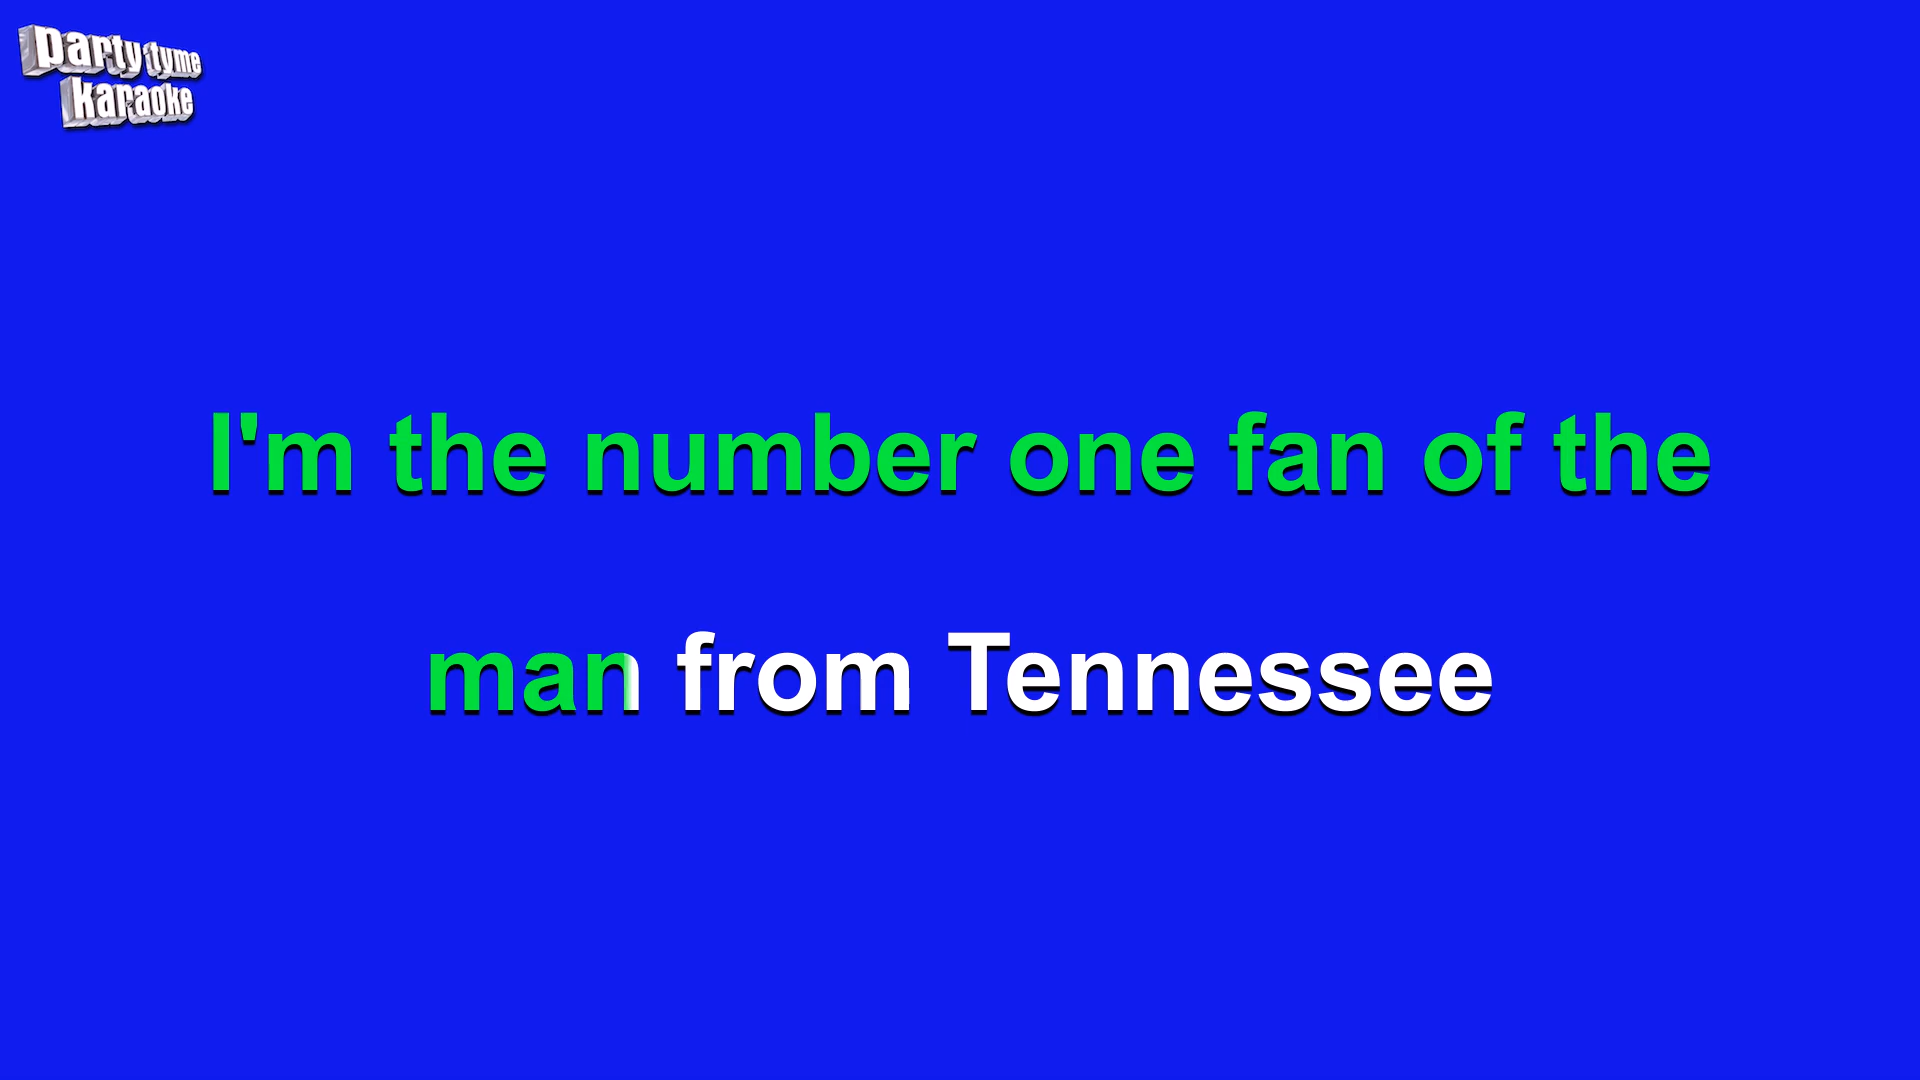 party tyme
karaoke
I'm the number one fan of the
man from Tennessee